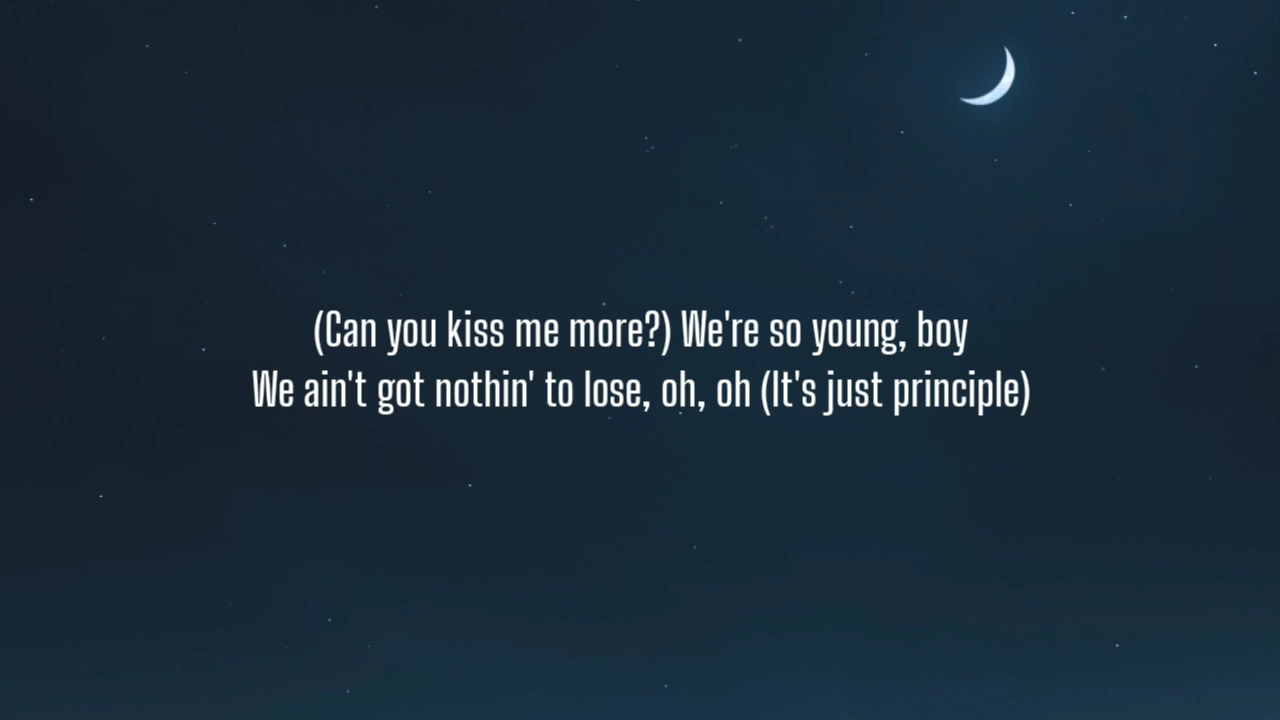 (Can you kiss me more?) We're so young, boy
We ain't got nothin' to lose, oh, oh (It's just principle)